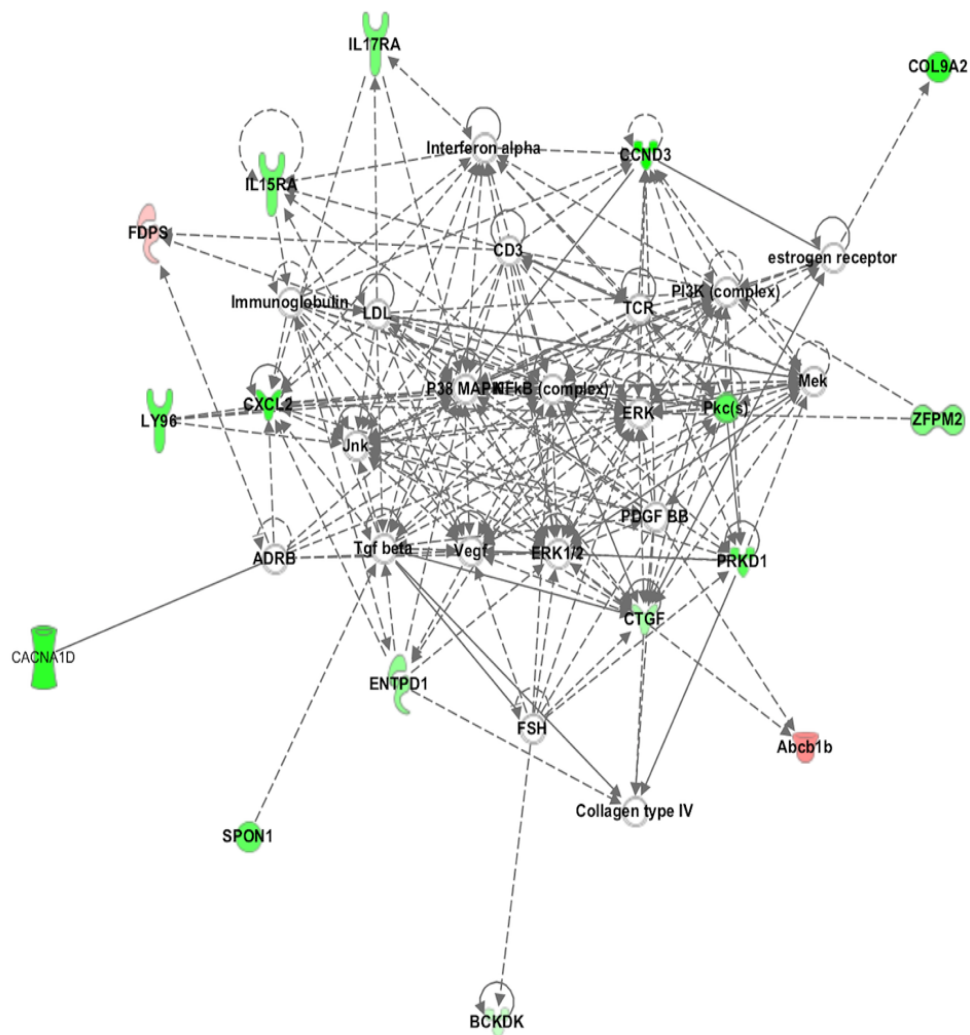 IL17RA
COL9A2
Interferon alpha
CCND3
IL15RA
FDPS
CD3
estrogen receptor
Immunoglobulin
LDL
TCR
PI3K (complex)
P38 MAPK
NFkB (complex)
Mek
LY96
CXCL2
ERK
Pkc(s)
ZFPM2
Jnk
PDGF BB
ADRB
Tgf beta
Vegf
ERK1/2
PRKD1
CTGF
CACNA1D
ENTPD1
FSH
Abcb1b
Collagen type IV
SPON1
BCKDK